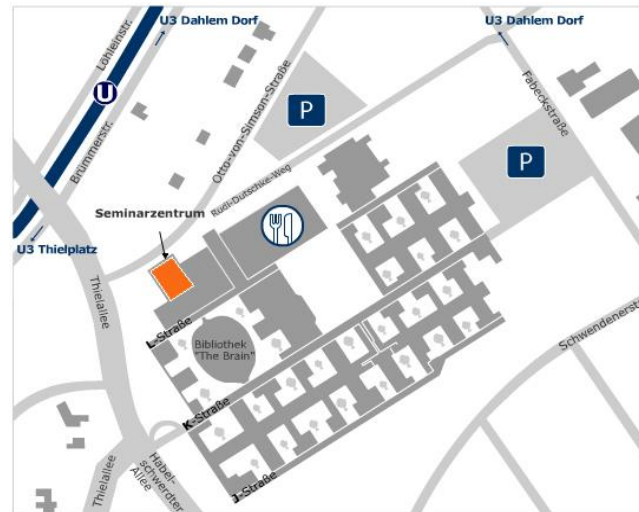 U3 Dahlem Dorf
U3 Dahlem Dorf
Löhleinstr.
U
Brümmerstr.
Otto-von-Simson-Straße
P
Fabeckstraße
P
Rudi-Dutschke-Weg
Seminarzentrum
U3 Thielplatz
Thielallee
L-Straße
Bibliothek
"The Brain"
Schwendenerst
K-Straße
Thielallee
Habel-
schwerdter
Allee
J-Straße